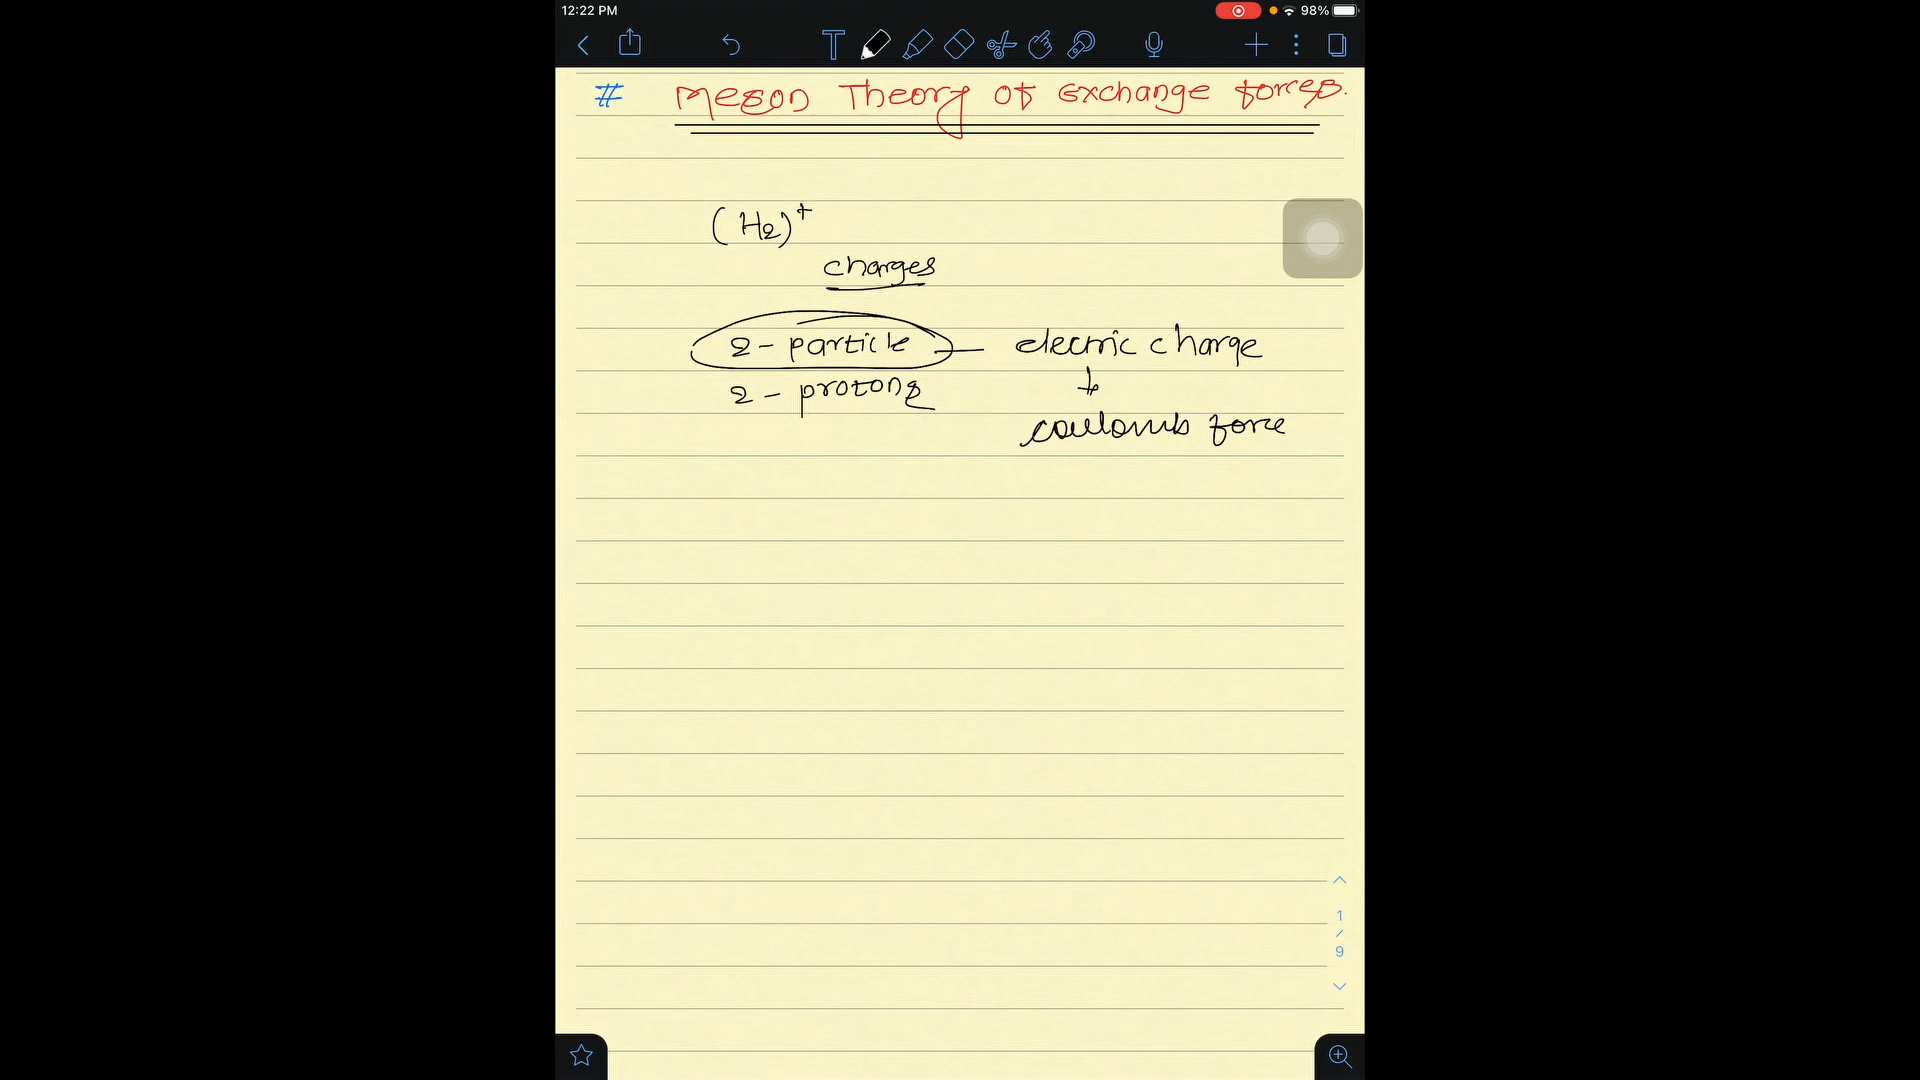 12:22 PM
98%
# Meson Theory of Exchange forces.
(H2)+
charges
2 - particle — electric charge
↓
2 - protons
coulomb force
1
/
9